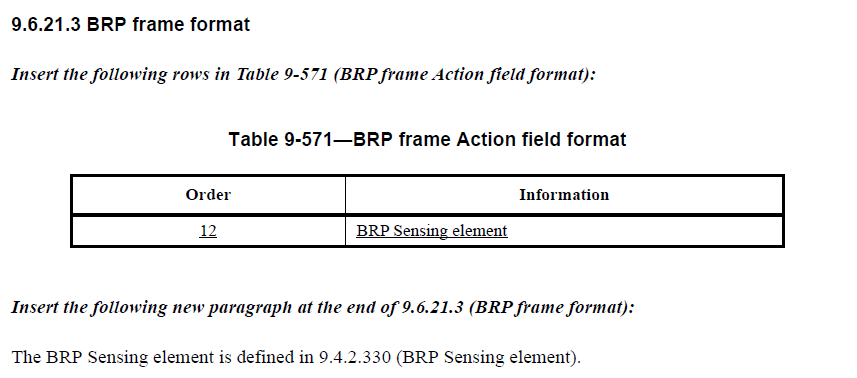 9.6.21.3 BRP frame format
Insert the following rows in Table 9-571 (BRP frame Action field format):
Table 9-571—BRP frame Action field format
Order Information
12 BRP Sensing element
Insert the following new paragraph at the end of 9.6.21.3 (BRP frame format):
The BRP Sensing element is defined in 9.4.2.330 (BRP Sensing element).